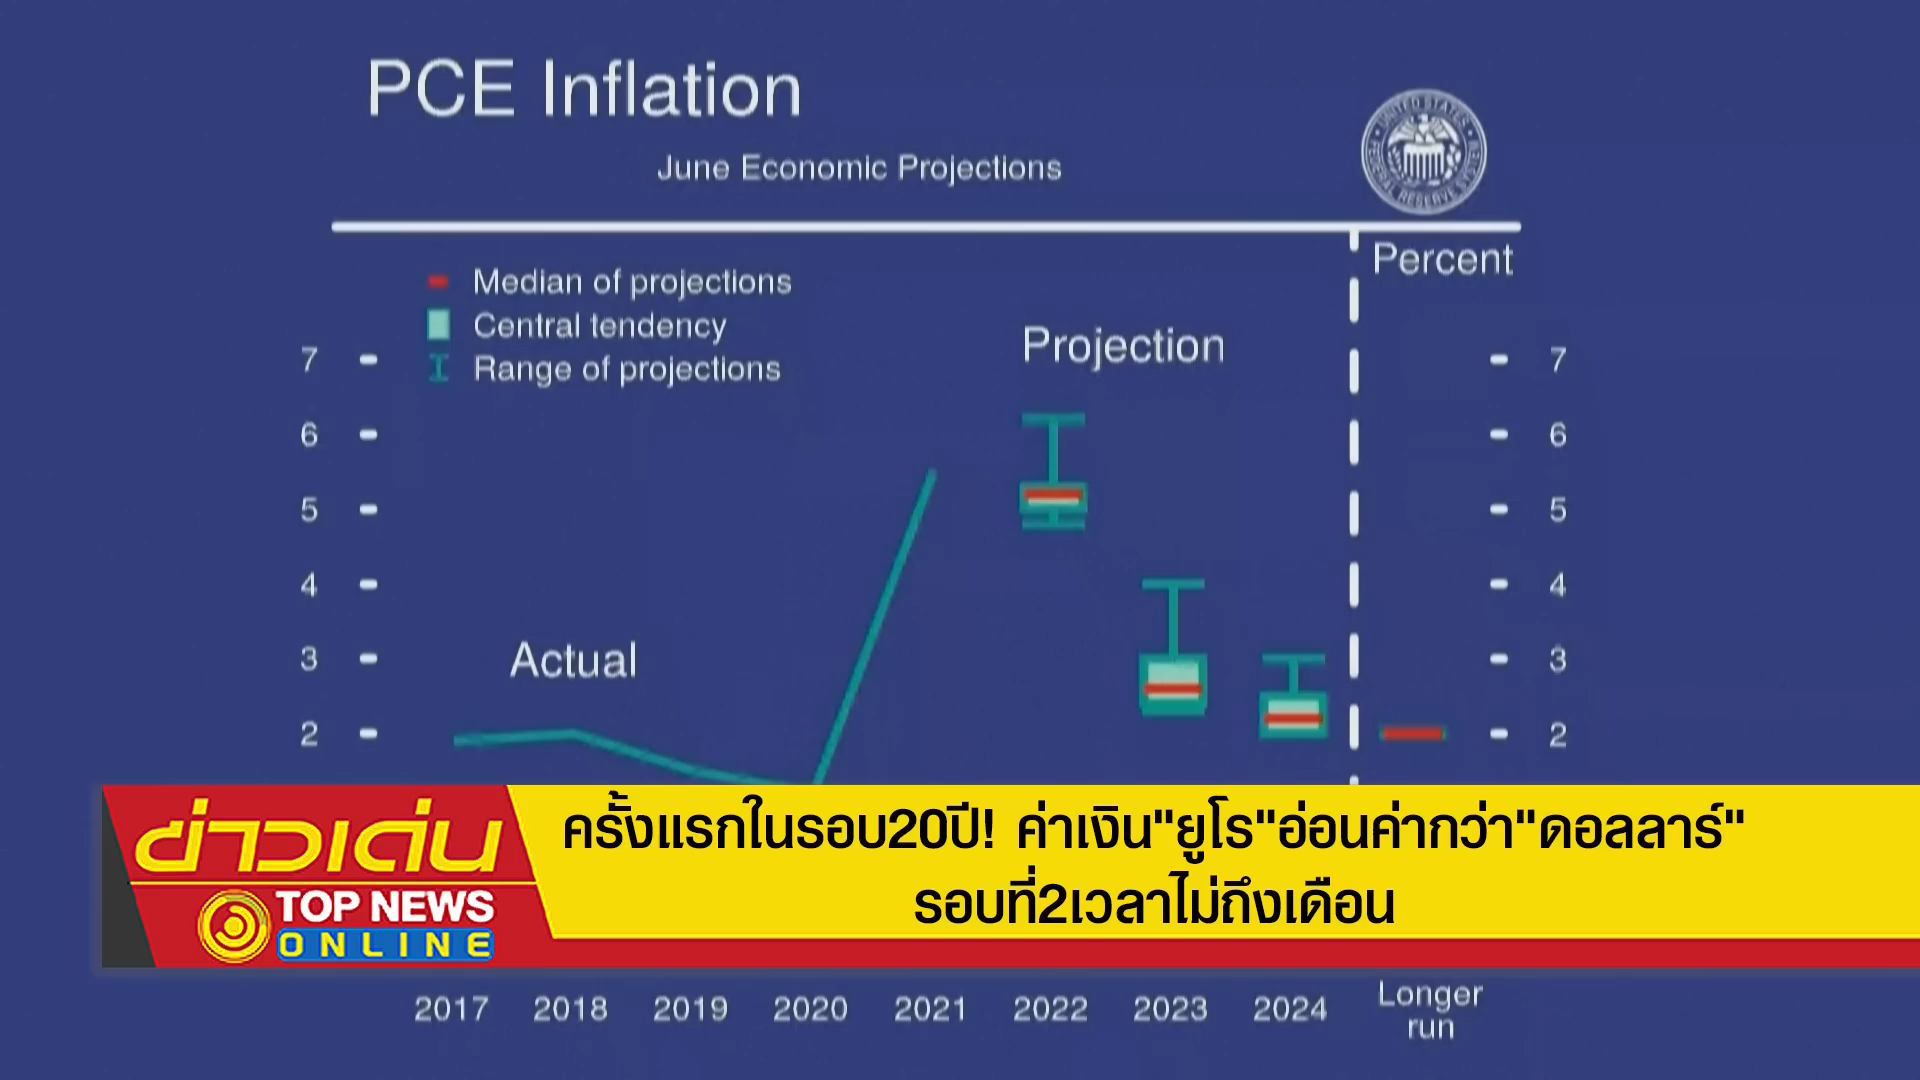 PCE Inflation
June Economic Projections
UNITED STATES
FEDERAL RESERVE SYSTEM
Percent
Median of projections
Central tendency
Range of projections
Projection
Actual
7 7
6 6
5 5
4 4
3 3
2 2
ข่าวเด่น
TOP NEWS
ONLINE
ครั้งแรกในรอบ20ปี! ค่าเงิน"ยูโร"อ่อนค่ากว่า"ดอลลาร์"
รอบที่2เวลาไม่ถึงเดือน
2017 2018 2019 2020 2021 2022 2023 2024 Longer
run